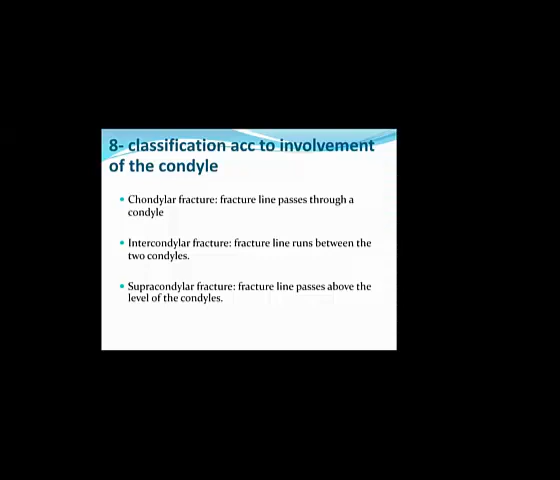 8- classification acc to involvement
of the condyle
• Chondylar fracture: fracture line passes through a
condyle
• Intercondylar fracture: fracture line runs between the
two condyles.
• Supracondylar fracture: fracture line passes above the
level of the condyles.